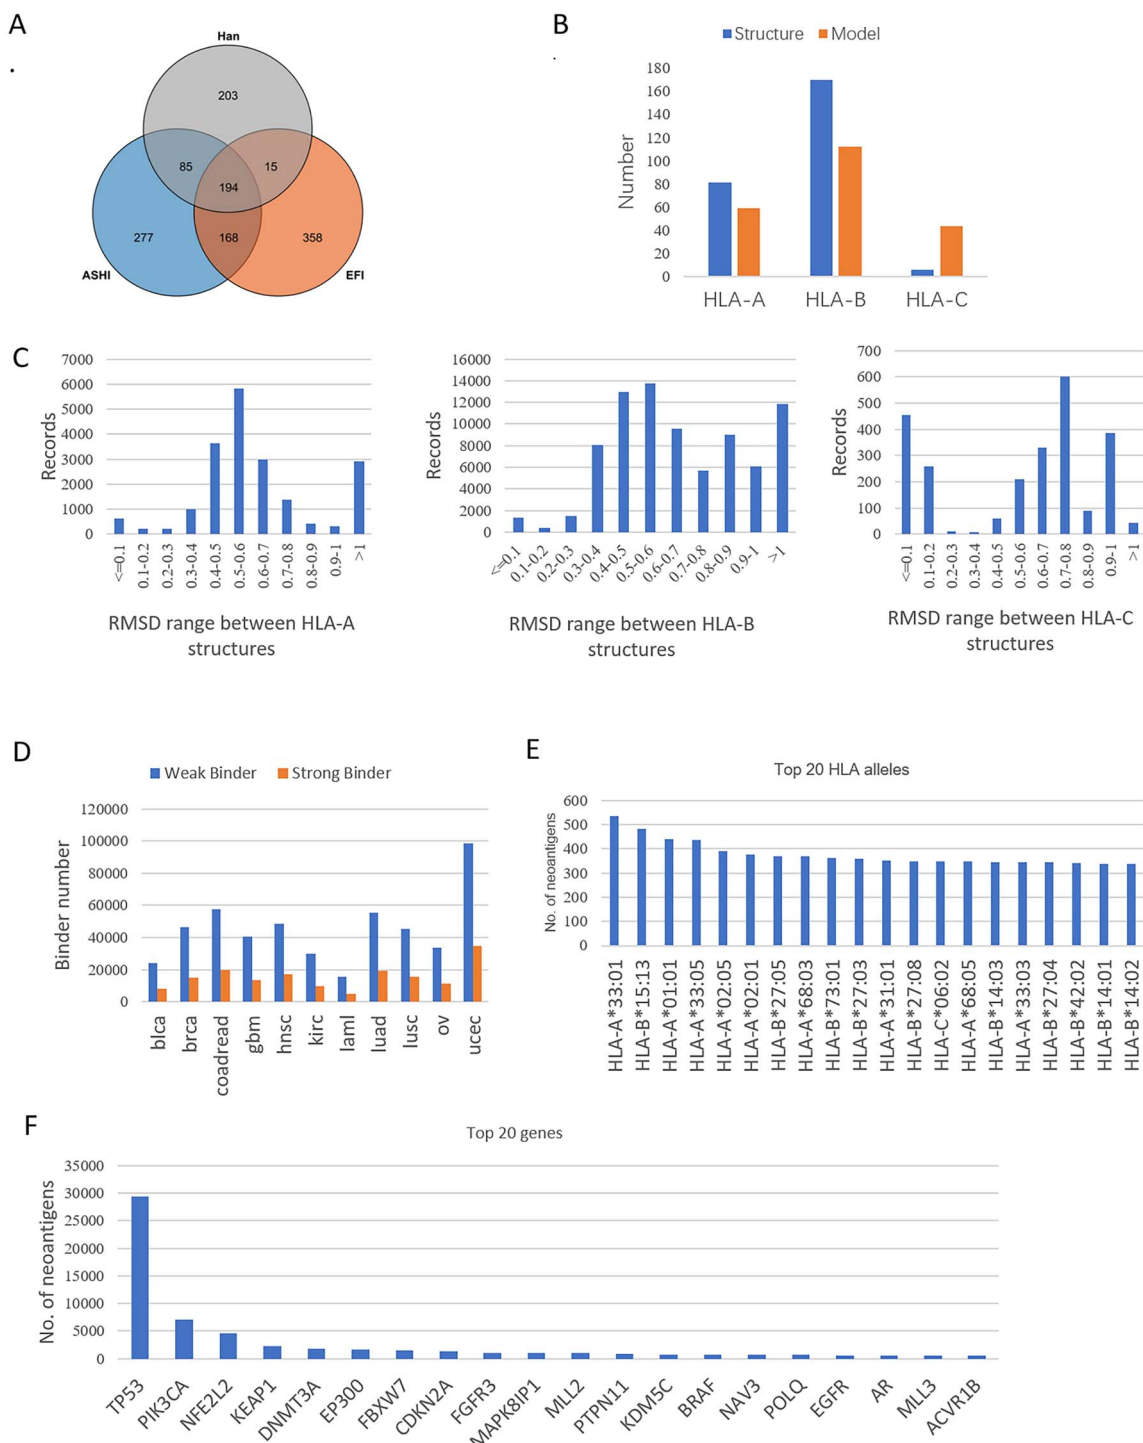 A
.
Han
203
85
15
194
277
168
358
ASHI
EFI
B
.
Structure
Model
Number
180
160
140
120
100
80
60
40
20
0
HLA-A
HLA-B
HLA-C
C
Records
7000
6000
5000
4000
3000
2000
1000
0
<=0.1
0.1-0.2
0.2-0.3
0.3-0.4
0.4-0.5
0.5-0.6
0.6-0.7
0.7-0.8
0.8-0.9
0.9-1
>1
RMSD range between HLA-A
structures
Records
16000
14000
12000
10000
8000
6000
4000
2000
0
<=0.1
0.1-0.2
0.2-0.3
0.3-0.4
0.4-0.5
0.5-0.6
0.6-0.7
0.7-0.8
0.8-0.9
0.9-1
>1
RMSD range between HLA-B
structures
Records
700
600
500
400
300
200
100
0
<=0.1
0.1-0.2
0.2-0.3
0.3-0.4
0.4-0.5
0.5-0.6
0.6-0.7
0.7-0.8
0.8-0.9
0.9-1
>1
RMSD range between HLA-C
structures
D
Weak Binder
Strong Binder
Binder number
120000
100000
80000
60000
40000
20000
0
blca
brca
coadread
gbm
hnsc
kirc
laml
luad
lusc
ov
ucec
E
Top 20 HLA alleles
No. of neoantigens
600
500
400
300
200
100
0
HLA-A*33:01
HLA-B*15:13
HLA-A*01:01
HLA-A*33:05
HLA-A*02:05
HLA-A*02:01
HLA-B*27:05
HLA-A*68:03
HLA-B*73:01
HLA-B*27:03
HLA-A*31:01
HLA-B*27:08
HLA-C*06:02
HLA-A*68:05
HLA-B*14:03
HLA-A*33:03
HLA-B*27:04
HLA-B*42:02
HLA-B*14:01
HLA-B*14:02
F
Top 20 genes
No. of neoantigens
35000
30000
25000
20000
15000
10000
5000
0
TP53
PIK3CA
NFE2L2
KEAP1
DNMT3A
EP300
FBXW7
CDKN2A
FGFR3
MAPK8IP1
MLL2
PTPN11
KDM5C
BRAF
NAV3
POLQ
EGFR
AR
MLL3
ACVR1B